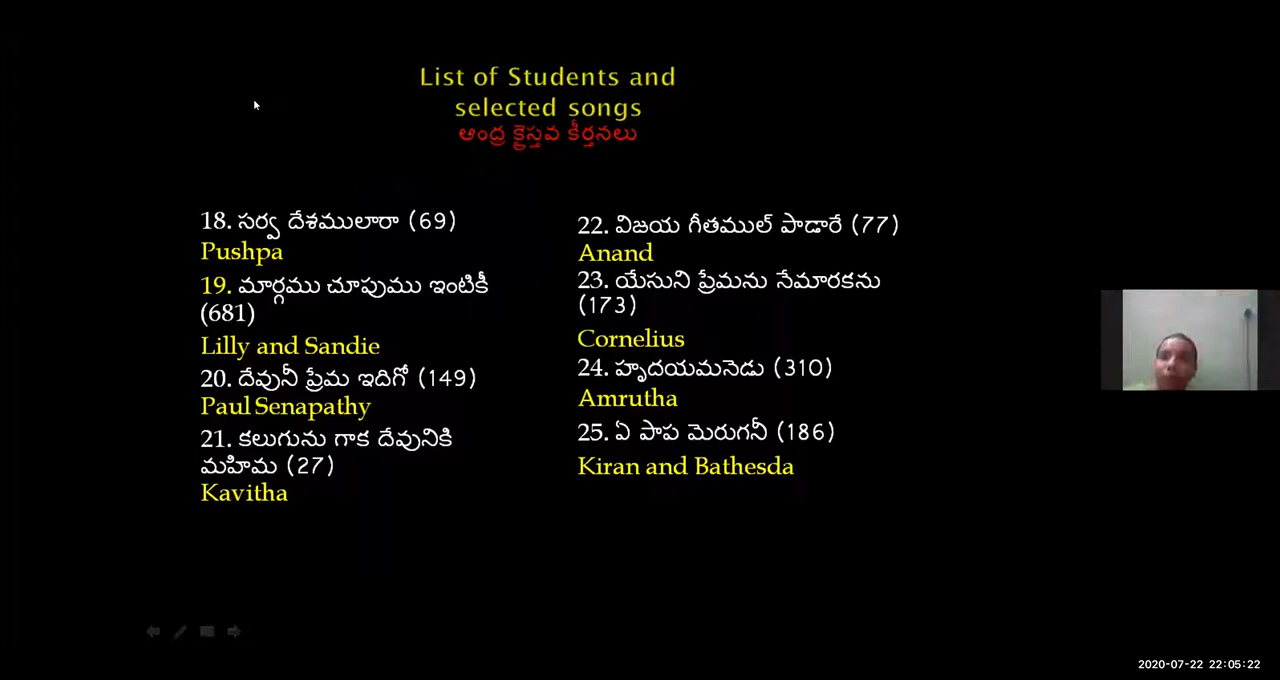 List of Students and
selected songs
ఆంధ్ర క్రైస్తవ కీర్తనలు
18. సర్వ దేశములారా (69)
Pushpa
19. మార్గము చూపుము ఇంటికీ
(681)
Lilly and Sandie
20. దేవునీ ప్రేమ ఇదిగో (149)
Paul Senapathy
21. కలుగును గాక దేవునికి
మహిమ (27)
Kavitha
22. విజయ గీతముల్ పాడారే (77)
Anand
23. యేసుని ప్రేమను నేమారకను
(173)
Cornelius
24. హృదయమనెడు (310)
Amrutha
25. ఏ పాప మెరుగనీ (186)
Kiran and Bathesda
2020-07-22 22:05:22